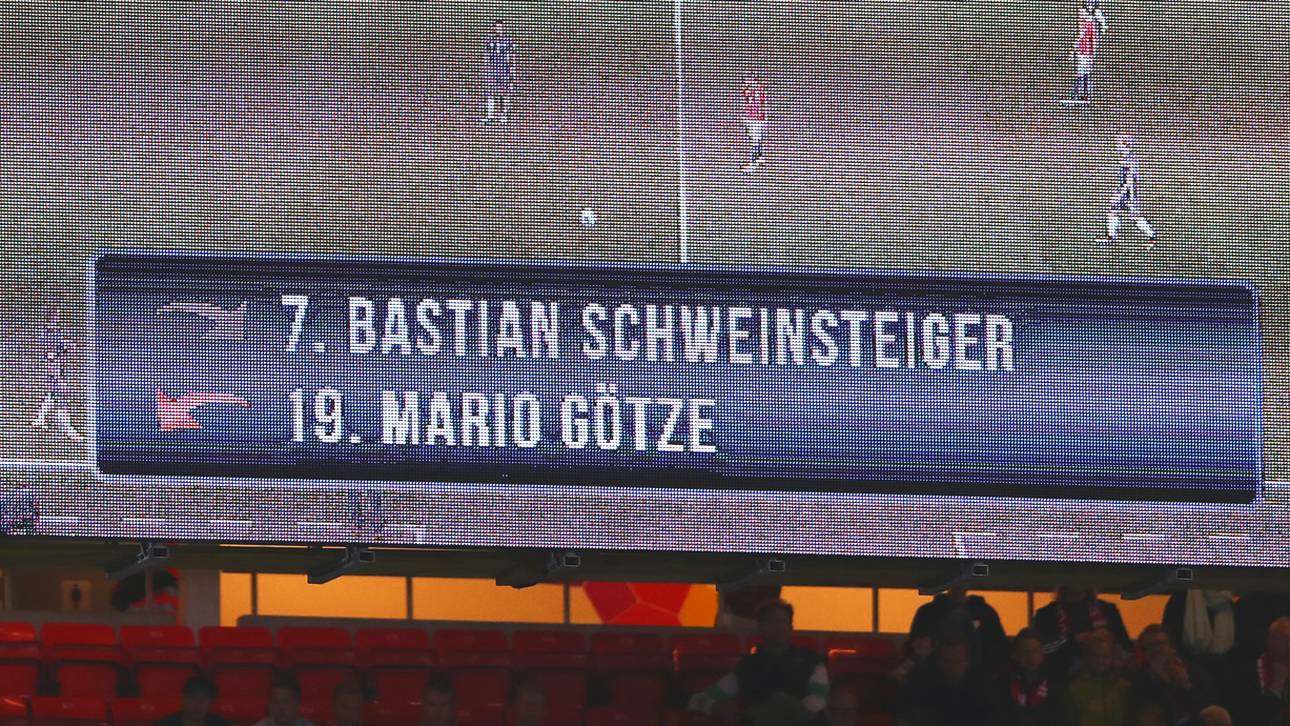 7. BASTIAN SCHWEINSTEIGER
19. MARIO GÖTZE